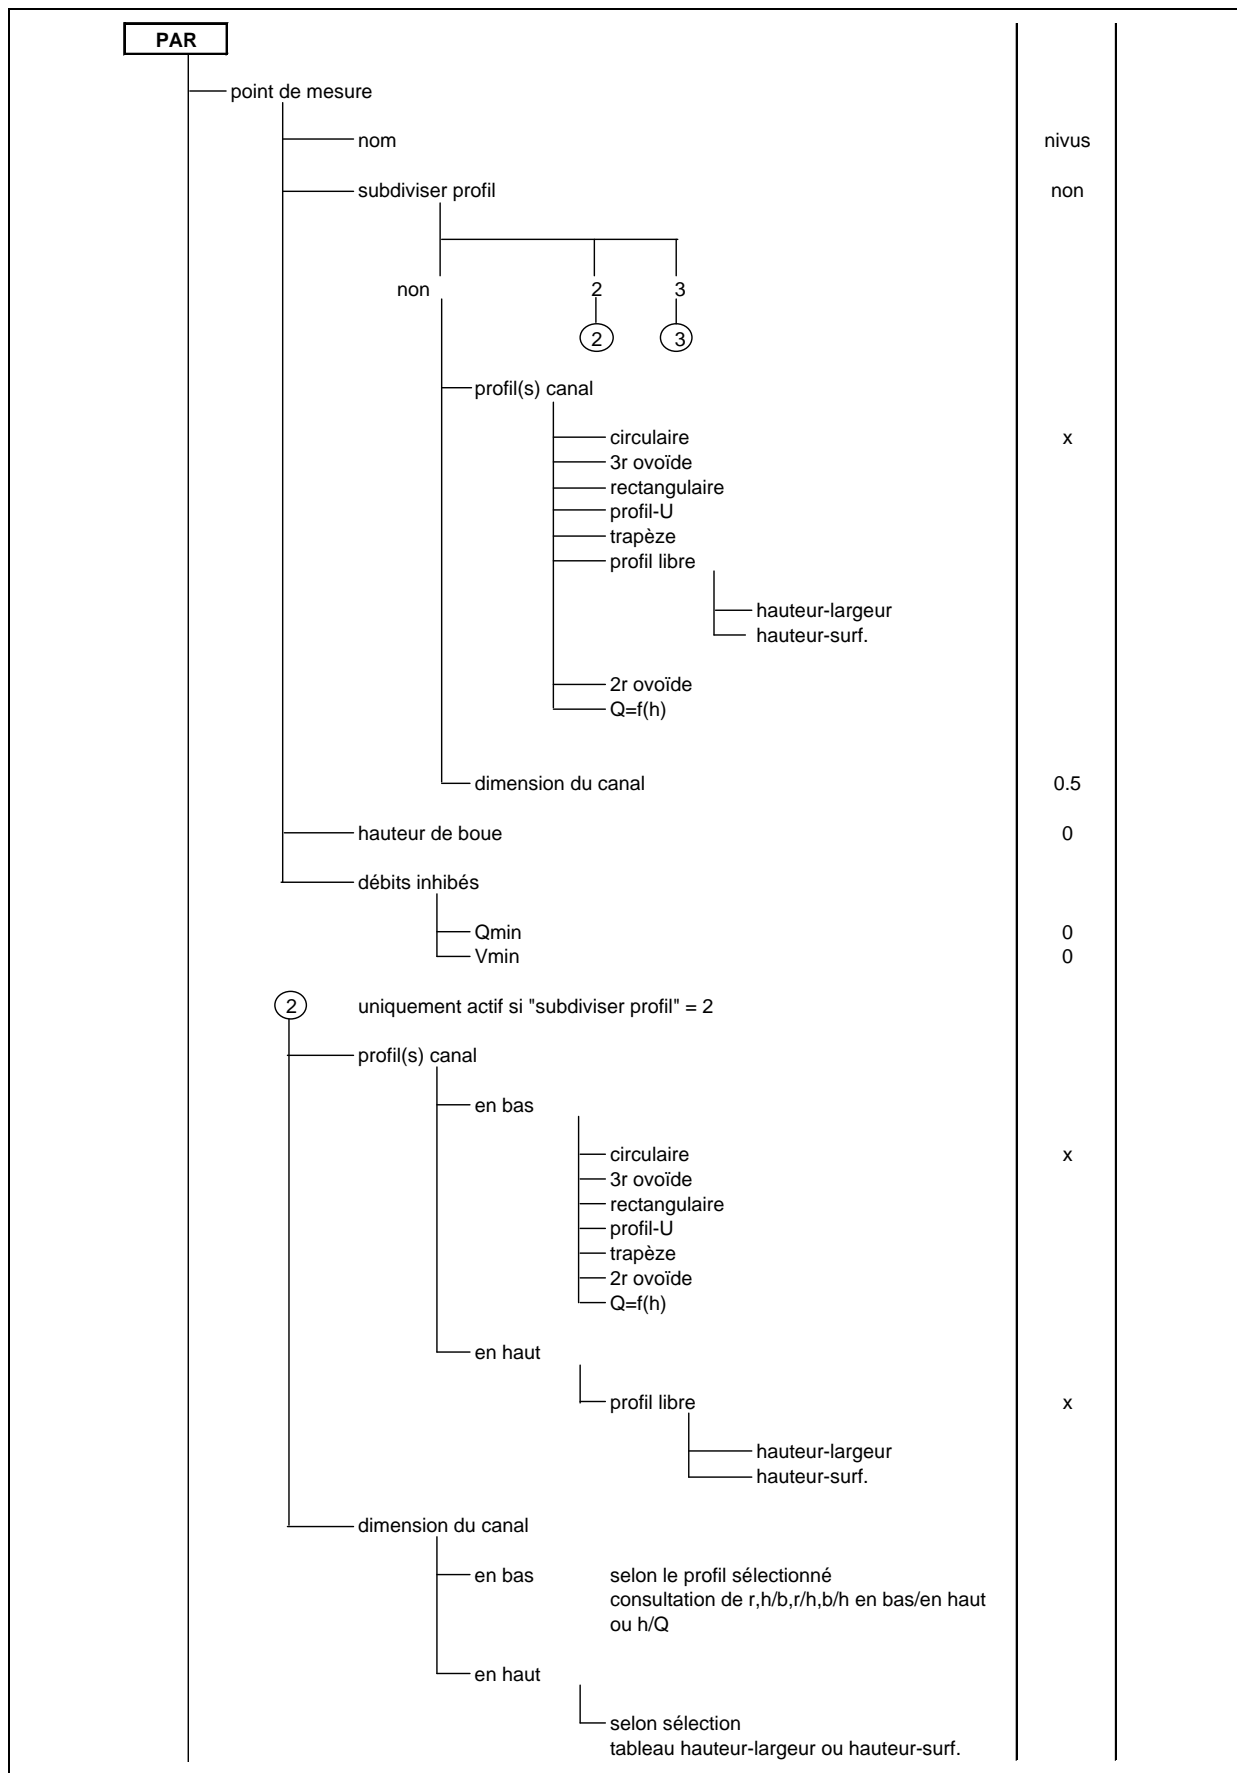 PAR
point de mesure
nom nivus
subdiviser profil non
non 2 3
2 3
profil(s) canal
circulaire x
3r ovoïde
rectangulaire
profil-U
trapèze
profil libre
hauteur-largeur
hauteur-surf.
2r ovoïde
Q=f(h)
dimension du canal 0.5
hauteur de boue 0
débits inhibés
Qmin 0
Vmin 0
2 uniquement actif si "subdiviser profil" = 2
profil(s) canal
en bas
circulaire x
3r ovoïde
rectangulaire
profil-U
trapèze
2r ovoïde
Q=f(h)
en haut
profil libre x
hauteur-largeur
hauteur-surf.
dimension du canal
en bas selon le profil sélectionné
consultation de r,h/b,r/h,b/h en bas/en haut
ou h/Q
en haut
selon sélection
tableau hauteur-largeur ou hauteur-surf.